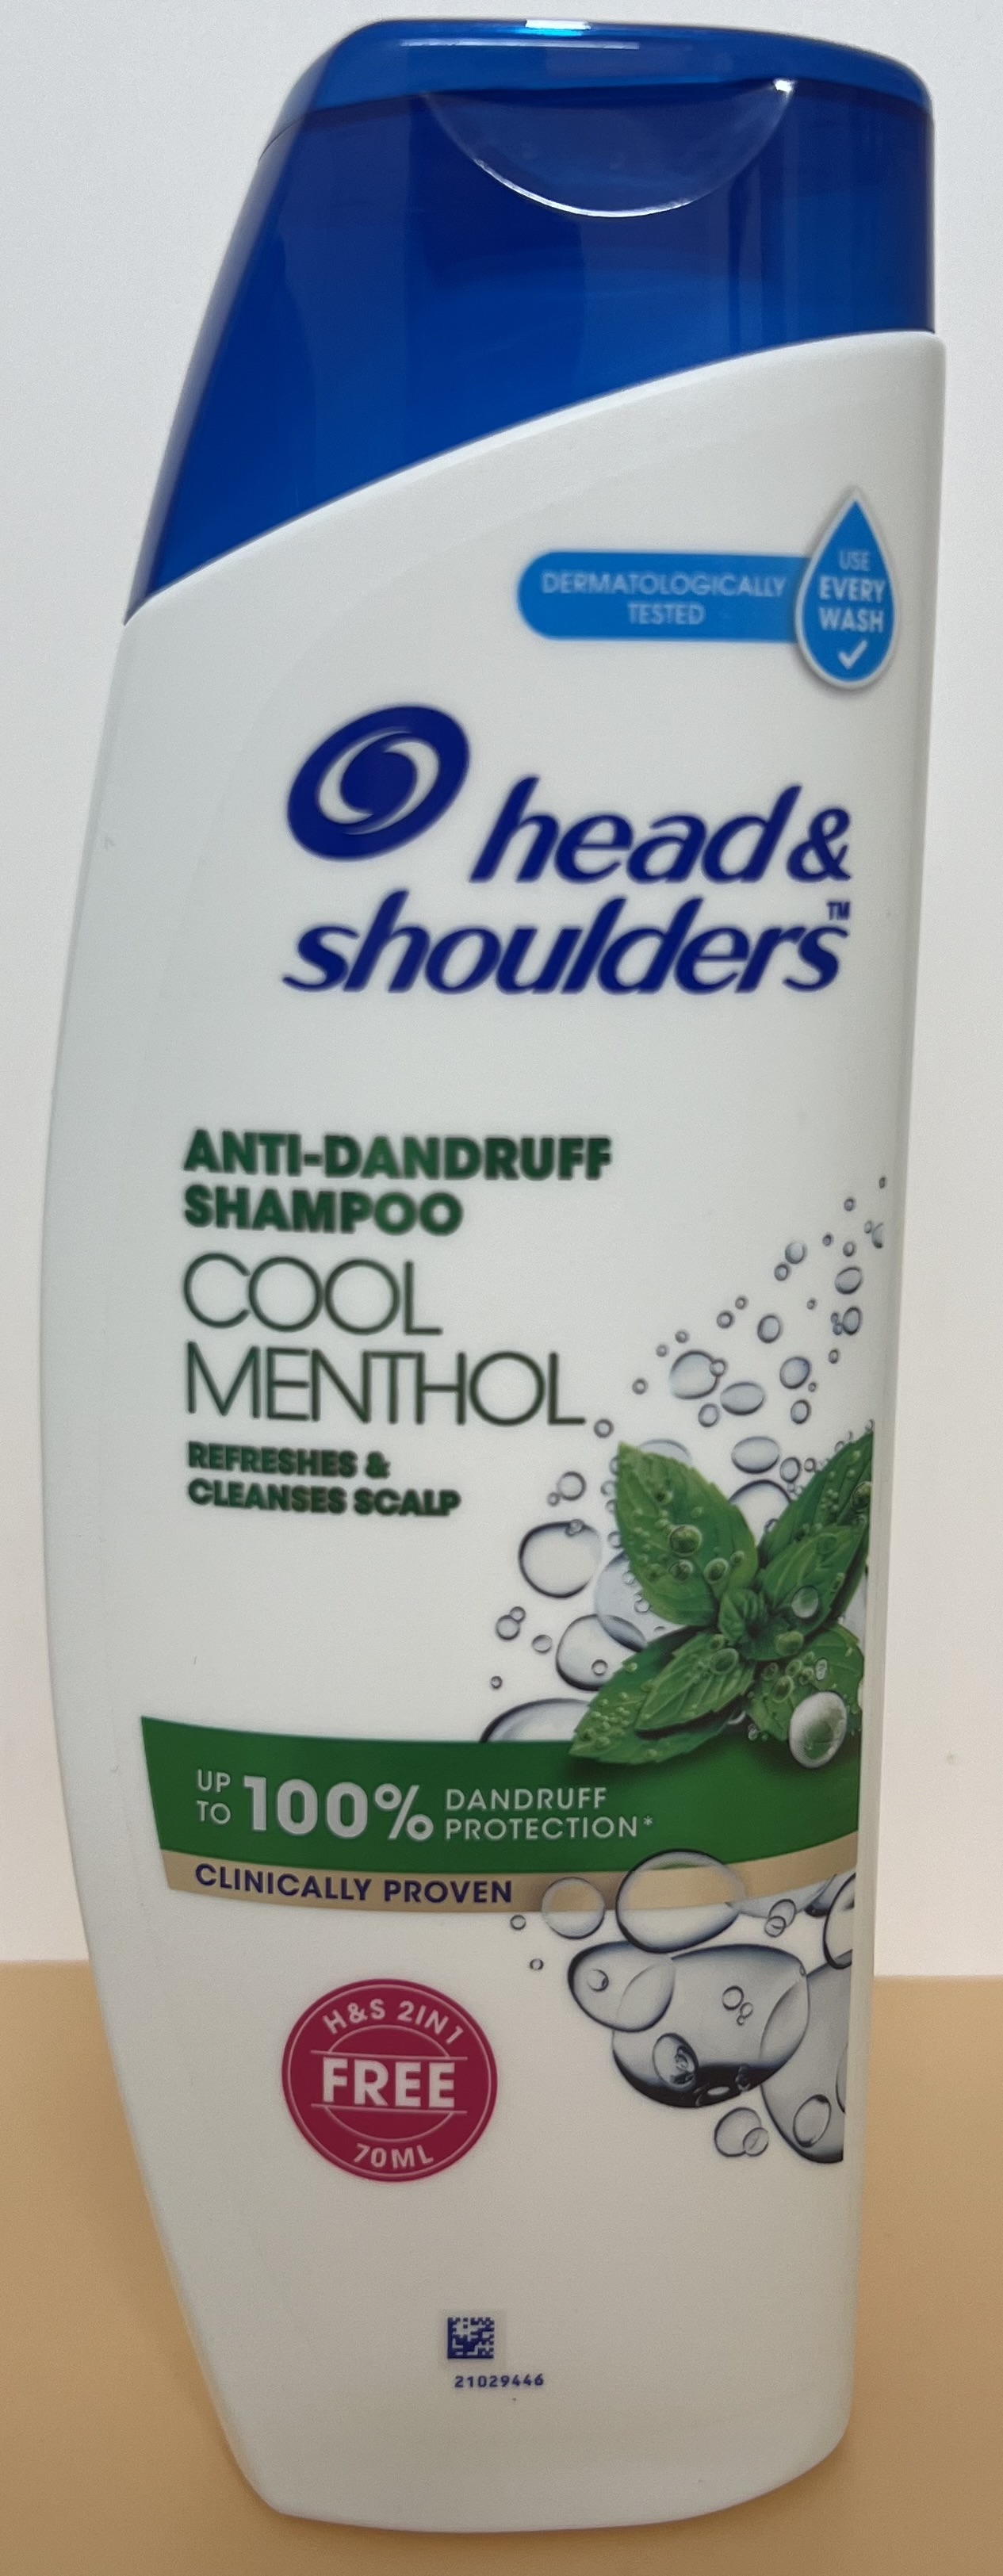 DERMATOLOGICALLY
TESTED
USE
EVERY
WASH
head&
shoulders™
ANTI-DANDRUFF
SHAMPOO
COOL
MENTHOL
REFRESHES &
CLEANSES SCALP
UP
TO
100%
DANDRUFF
PROTECTION*
CLINICALLY PROVEN
H&S 2IN1
FREE
70ML
21029446